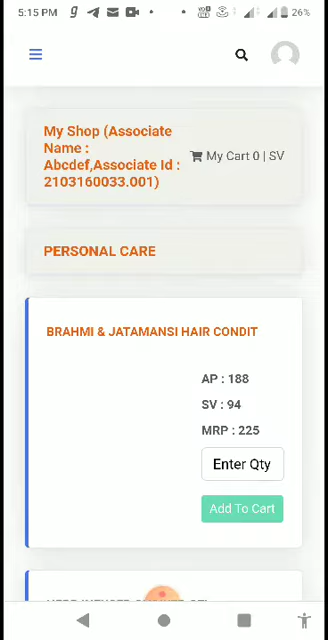 5:15 PM
26%
My Shop (Associate
Name :
Abcdef,Associate Id :
2103160033.001)
My Cart 0 | SV
PERSONAL CARE
BRAHMI & JATAMANSI HAIR CONDIT
AP : 188
SV : 94
MRP : 225
Enter Qty
Add To Cart